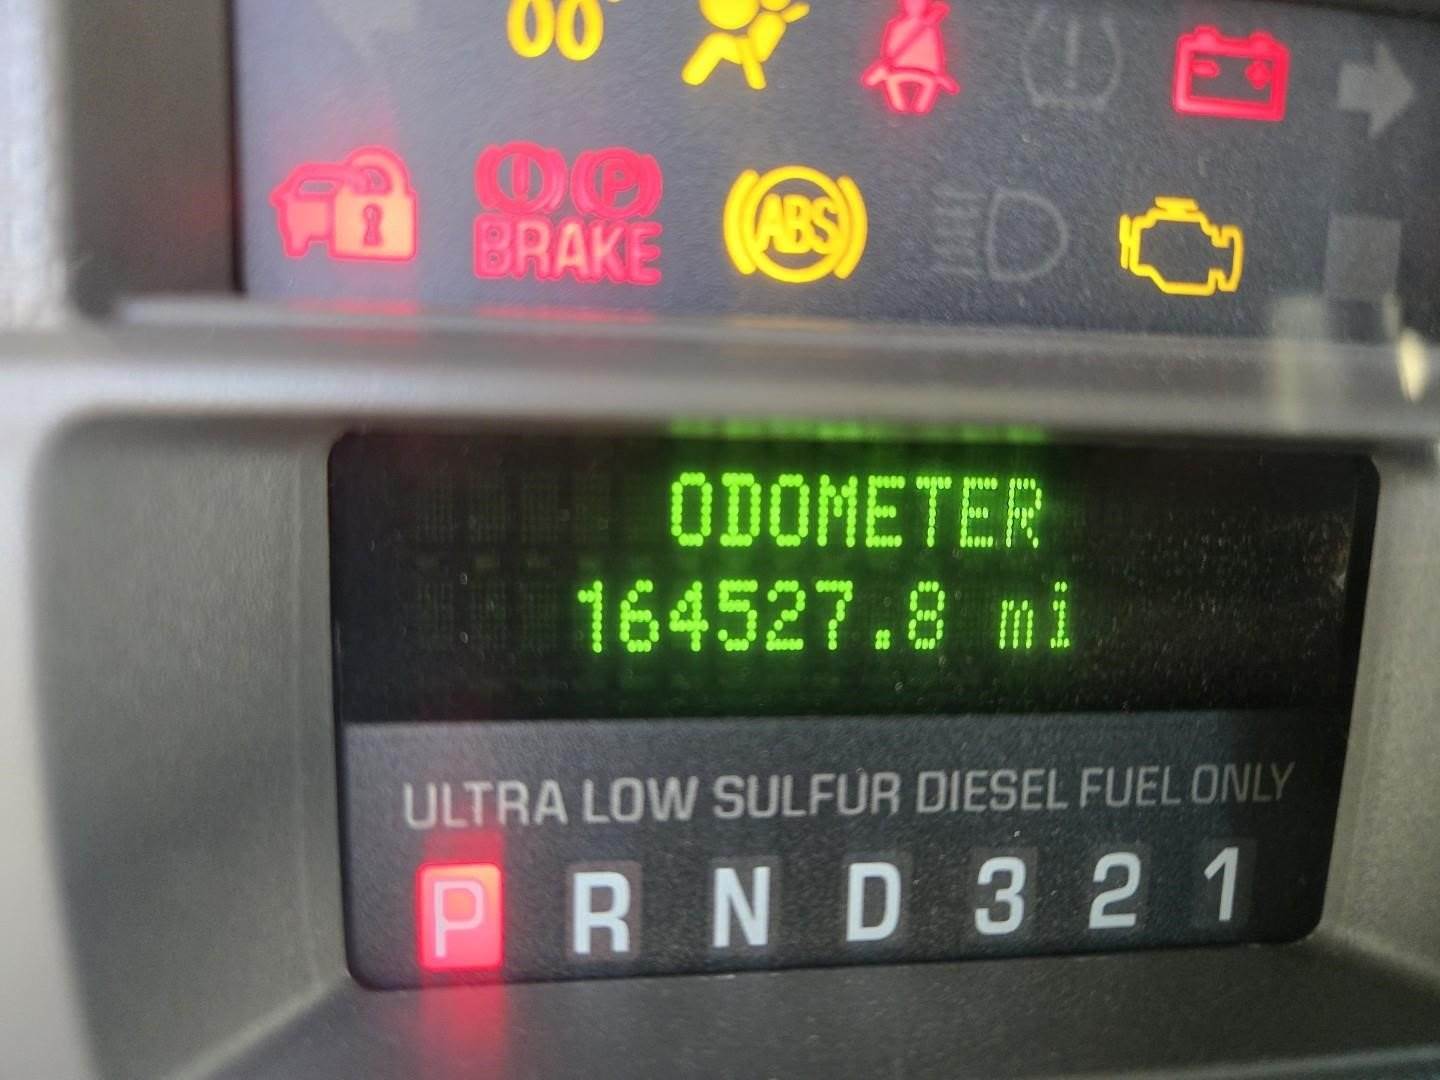 BRAKE ABS
ODOMETER
164527.8 mi
ULTRA LOW SULFUR DIESEL FUEL ONLY
P R N D 3 2 1